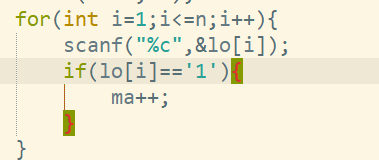 for(int i=1;i<=n;i++){
    scanf("%c",&lo[i]);
    if(lo[i]=='1'){
        ma++;
    }
}